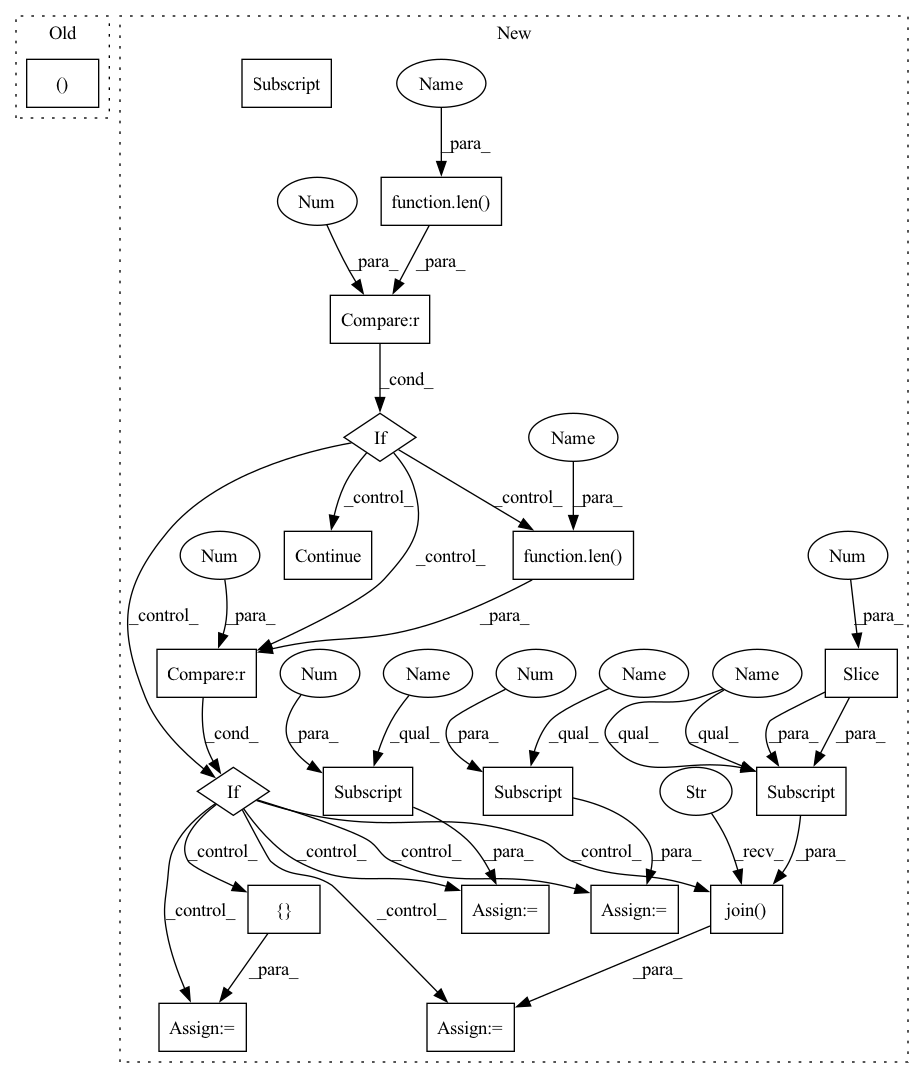 Old
New
()
Subscript
Name
_para_
Num
function.len()
_para_
_para_
Compare:r
_cond_
If
Name
_control_
_control_
_para_
Num
Continue
function.len()
Num
_control_
_control_
_para_
_para_
_para_
Compare:r
Num
Name
Num
Name
Name
Slice
_cond_
_para_
_qual_
_para_
_qual_
_qual_
_qual_
_para_
_para_
If
Subscript
Subscript
Str
Subscript
_control_
_control_
_control_
_para_
_control_
_para_
_recv_
_para_
_control_
{}
_control_
Assign:=
Assign:=
join()
_para_
_para_
Assign:=
Assign:=